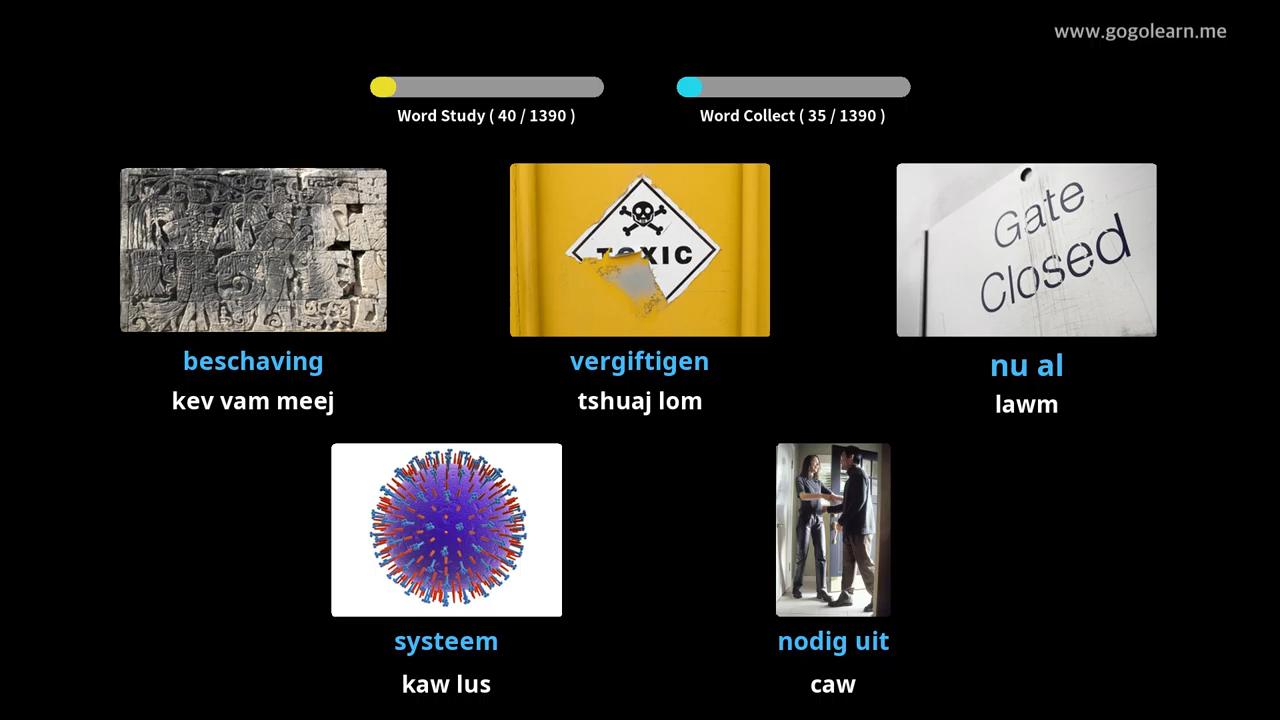 www.gogolearn.me
Word Study ( 40 / 1390 )
Word Collect ( 35 / 1390 )
TOXIC
Gate
Closed
beschaving
vergiftigen
nu al
kev vam meej
tshuaj lom
lawm
systeem
nodig uit
kaw lus
caw